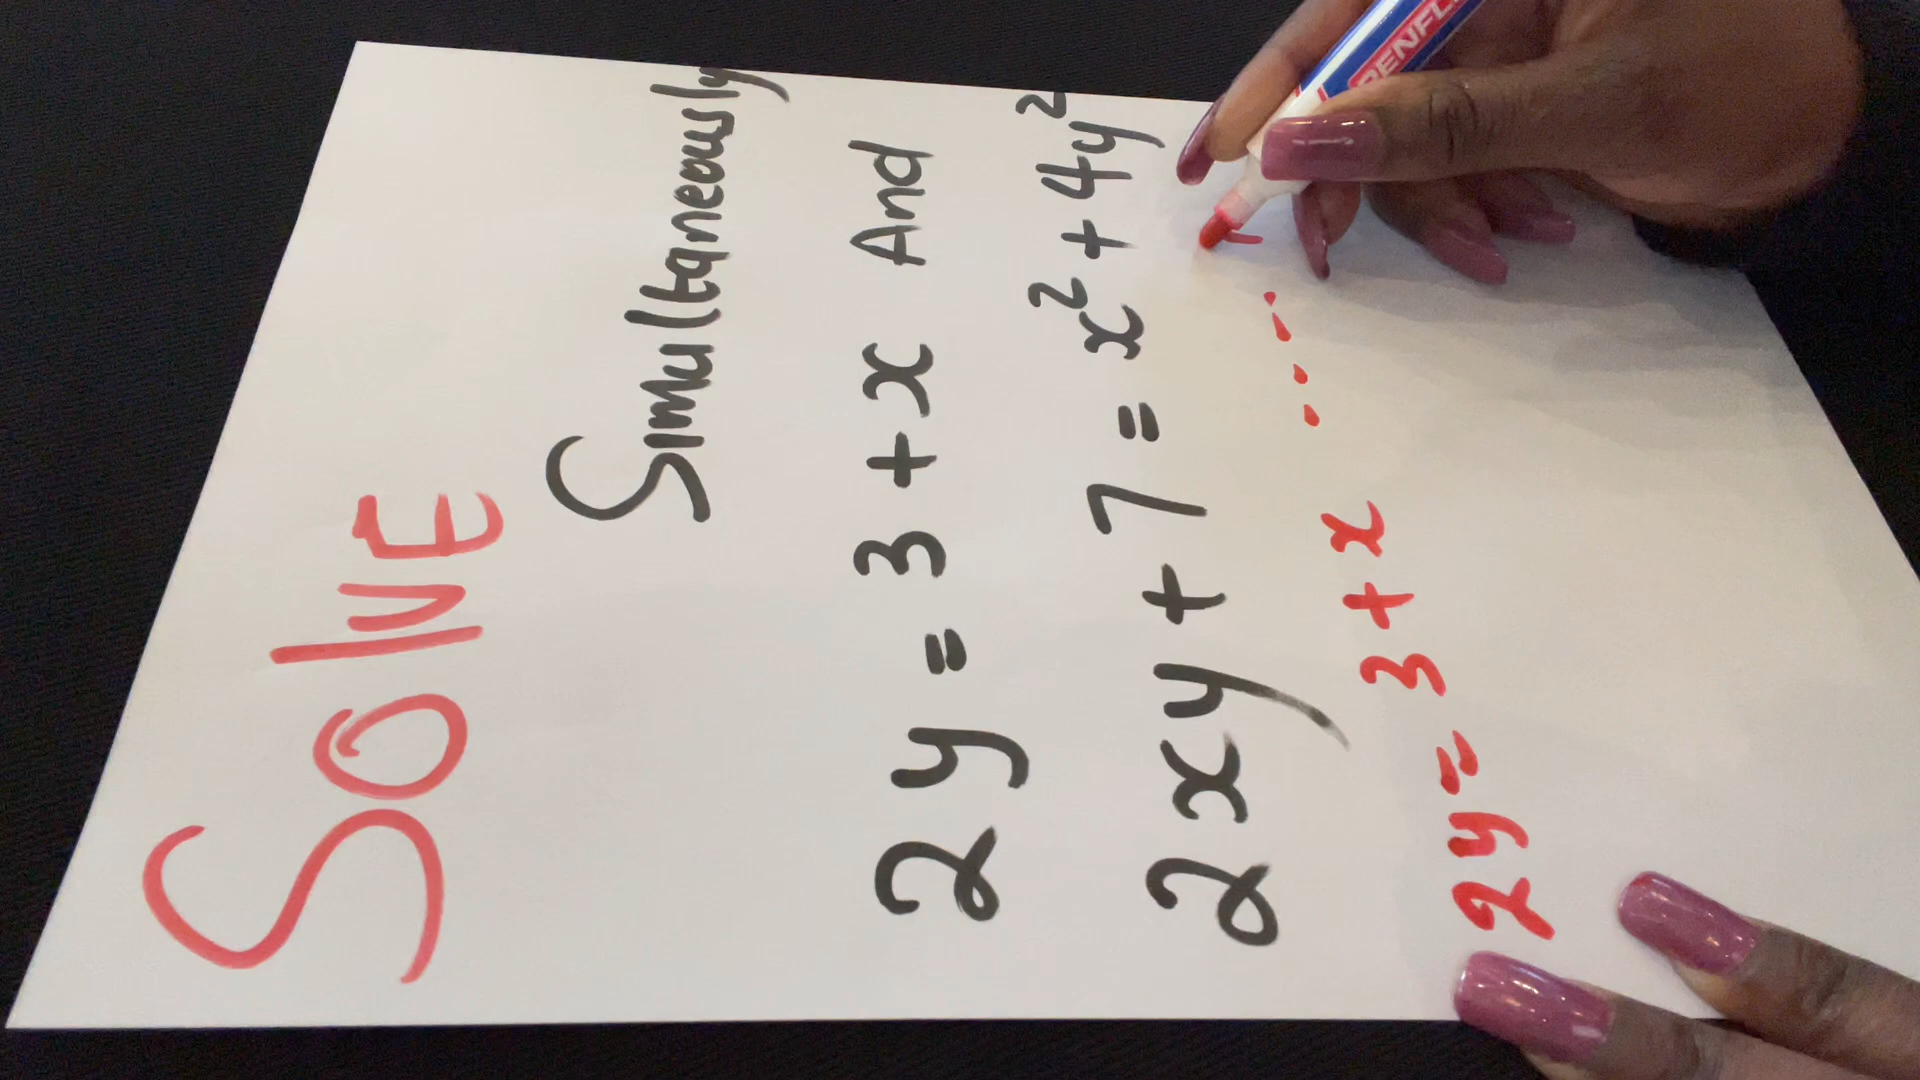 SOLVE
Simultaneously
2y = 3 + x And
2xy + 7 = x² + 4y²
2y = 3 + x ....